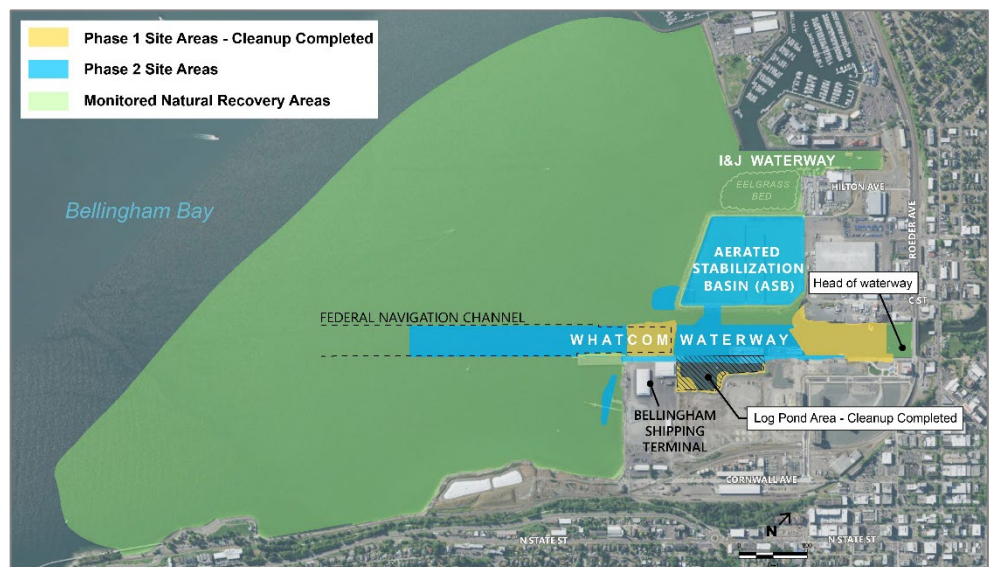 Phase 1 Site Areas - Cleanup Completed
Phase 2 Site Areas
Monitored Natural Recovery Areas
Bellingham Bay
I&J WATERWAY
EELGRASS
BED
HILTON AVE
ROEDER AVE
AERATED
STABILIZATION
BASIN (ASB)
Head of waterway
C ST
FEDERAL NAVIGATION CHANNEL
WHATCOM WATERWAY
BELLINGHAM
SHIPPING
TERMINAL
Log Pond Area - Cleanup Completed
CORNWALL AVE
N
N STATE ST
N STATE ST